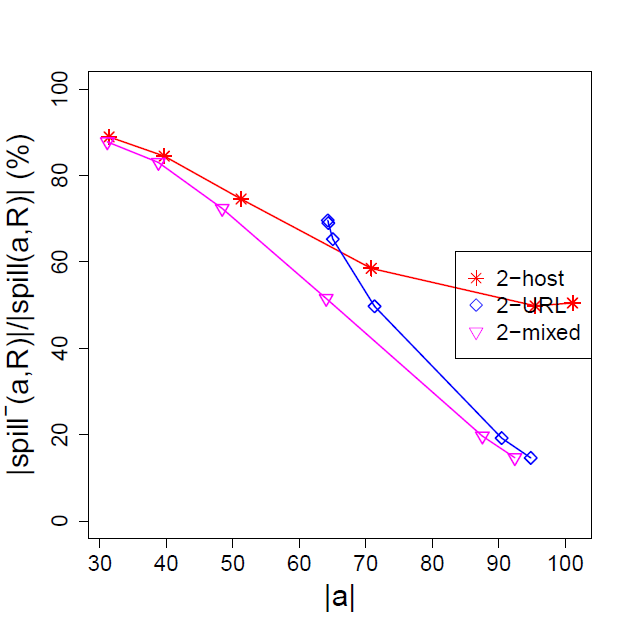 |spill⁻(a,R)|/|spill(a,R)| (%)
100
80
60
40
20
0
2−host
2−URL
2−mixed
30 40 50 60 70 80 90 100
|a|